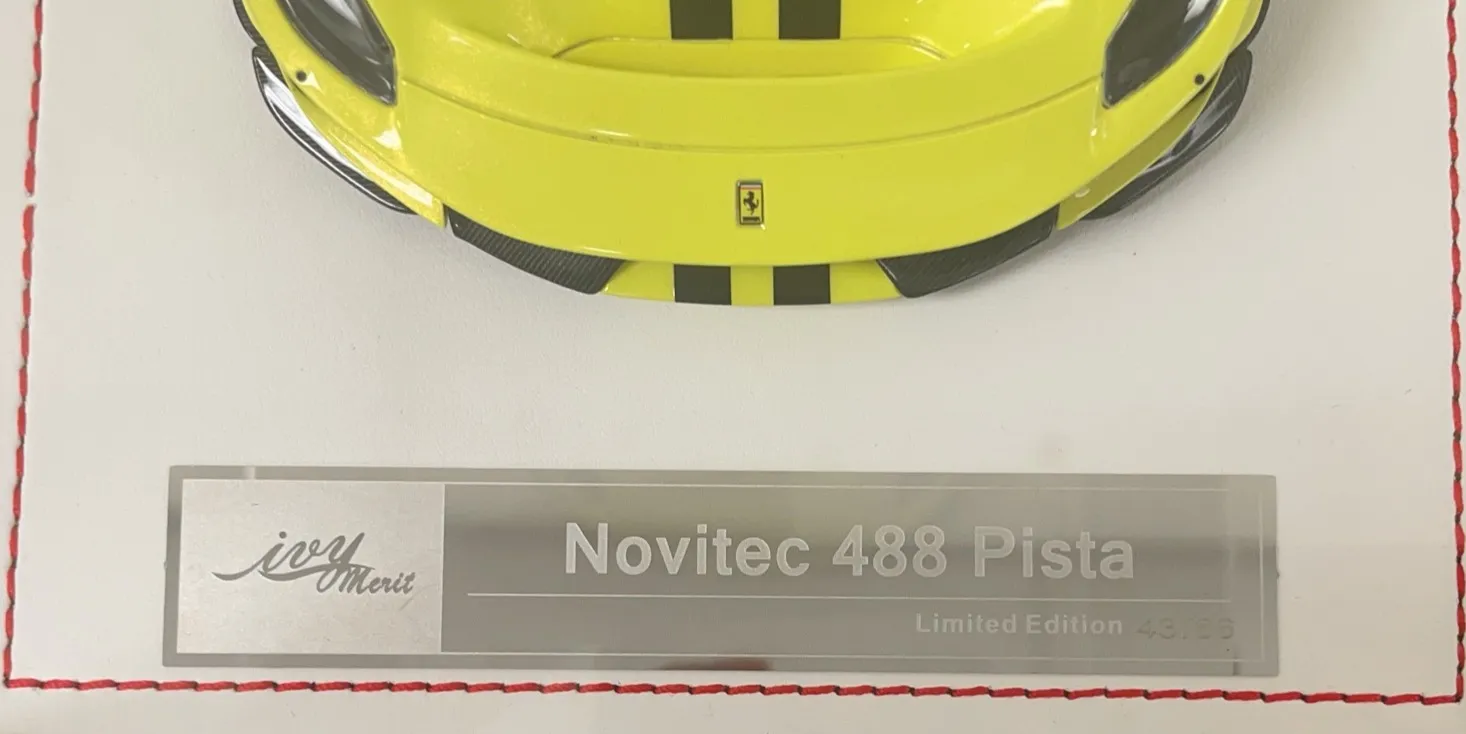 ivy
Merit
Novitec 488 Pista
Limited Edition